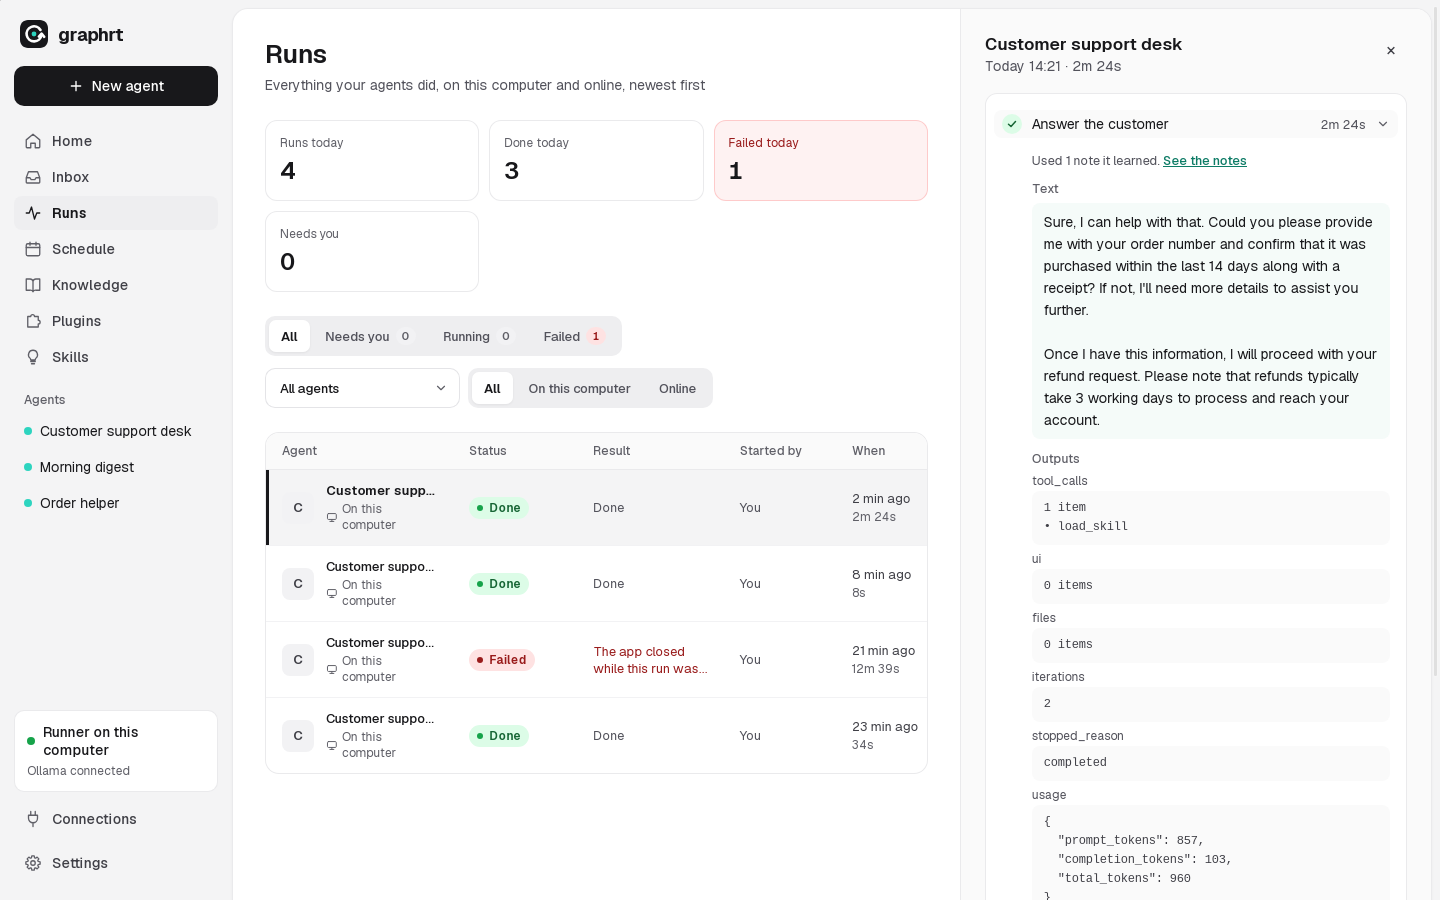 graphrt
New agent
Home
Inbox
Runs
Schedule
Knowledge
Plugins
Skills
Agents
Customer support desk
Morning digest
Order helper
Runner on this
computer
Ollama connected
Connections
Settings
Runs
Everything your agents did, on this computer and online, newest first
Runs today
4
Done today
3
Failed today
1
Needs you
0
All
Needs you 0
Running 0
Failed 1
All agents
All
On this computer
Online
Agent Status Result Started by When
C
Customer supp...
On this
computer
Done
Done
You
2 min ago
2m 24s
C
Customer suppo...
On this
computer
Done
Done
You
8 min ago
8s
C
Customer suppo...
On this
computer
Failed
The app closed
while this run was...
You
21 min ago
12m 39s
C
Customer suppo...
On this
computer
Done
Done
You
23 min ago
34s
Customer support desk
Today 14:21 · 2m 24s
×
Answer the customer 2m 24s
Used 1 note it learned. See the notes
Text
Sure, I can help with that. Could you please provide
me with your order number and confirm that it was
purchased within the last 14 days along with a
receipt? If not, I'll need more details to assist you
further.
Once I have this information, I will proceed with your
refund request. Please note that refunds typically
take 3 working days to process and reach your
account.
Outputs
tool_calls
1 item
• load_skill
ui
0 items
files
0 items
iterations
2
stopped_reason
completed
usage
{
"prompt_tokens": 857,
"completion_tokens": 103,
"total_tokens": 960
}